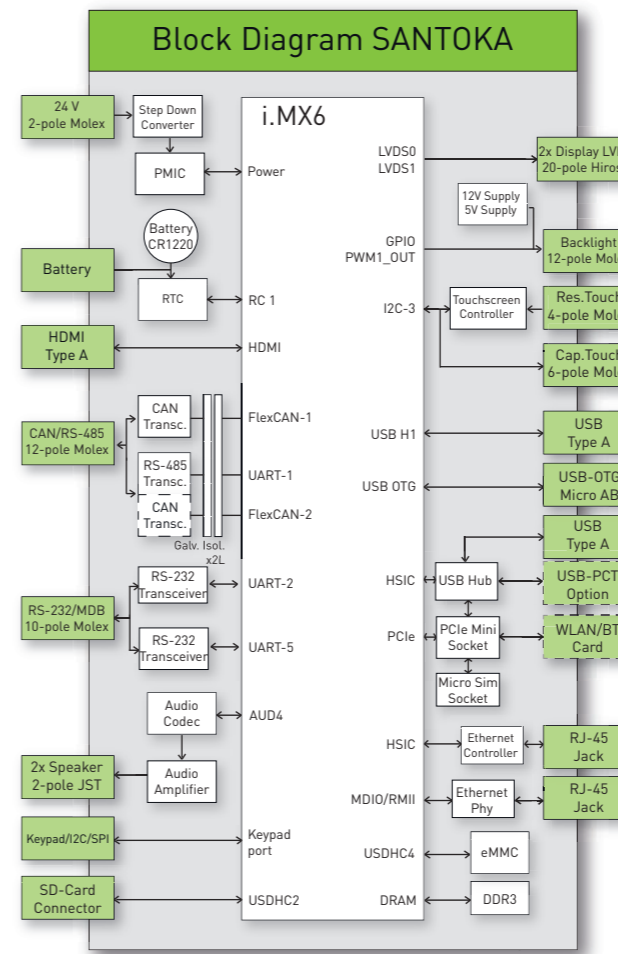 Block Diagram SANTOKA
24 V
2-pole Molex
Step Down
Converter
PMIC
Battery
CR1220
Battery
RTC
HDMI
Type A
CAN/RS-485
12-pole Molex
CAN
Transc.
RS-485
Transc.
CAN
Transc.
Galv. Isol.
x2L
RS-232/MDB
10-pole Molex
RS-232
Transceiver
RS-232
Transceiver
Audio
Codec
2x Speaker
2-pole JST
Audio
Amplifier
Keypad/I2C/SPI
SD-Card
Connector
i.MX6
Power
RC 1
HDMI
FlexCAN-1
UART-1
FlexCAN-2
UART-2
UART-5
AUD4
Keypad
port
USDHC2
LVDS0
LVDS1
GPIO
PWM1_OUT
I2C-3
USB H1
USB OTG
HSIC
PCIe
HSIC
MDIO/RMII
USDHC4
DRAM
2x Display LV
20-pole Hiros
12V Supply
5V Supply
Backlight
12-pole Mol
Touchscreen
Controller
Res.Touch
4-pole Mol
Cap.Touch
6-pole Mol
USB
Type A
USB-OTG
Micro AB
USB
Type A
USB Hub
USB-PCT
Option
PCIe Mini
Socket
WLAN/BT
Card
Micro Sim
Socket
Ethernet
Controller
RJ-45
Jack
Ethernet
Phy
RJ-45
Jack
eMMC
DDR3